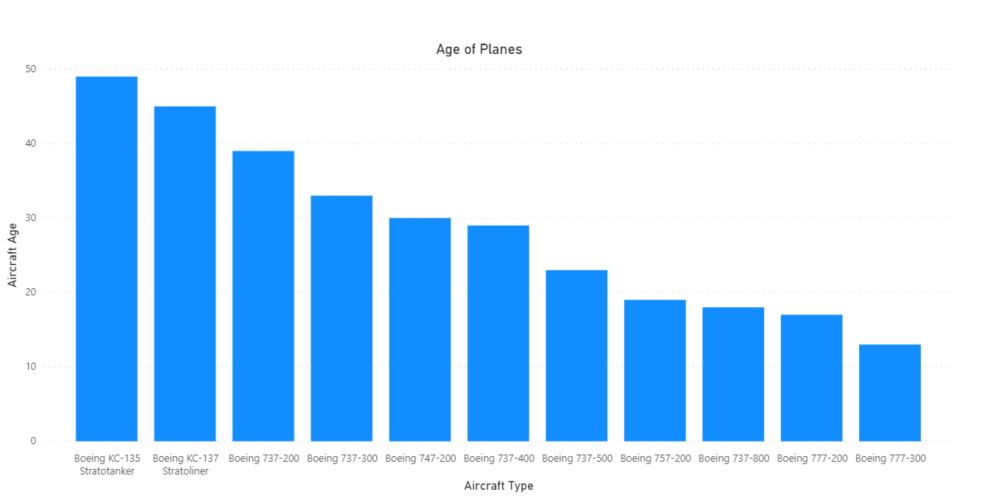 Age of Planes
50
40
30
20
10
0
Aircraft Age
Boeing KC-135
Stratotanker
Boeing KC-137
Stratoliner
Boeing 737-200
Boeing 737-300
Boeing 747-200
Boeing 737-400
Boeing 737-500
Boeing 757-200
Boeing 737-800
Boeing 777-200
Boeing 777-300
Aircraft Type